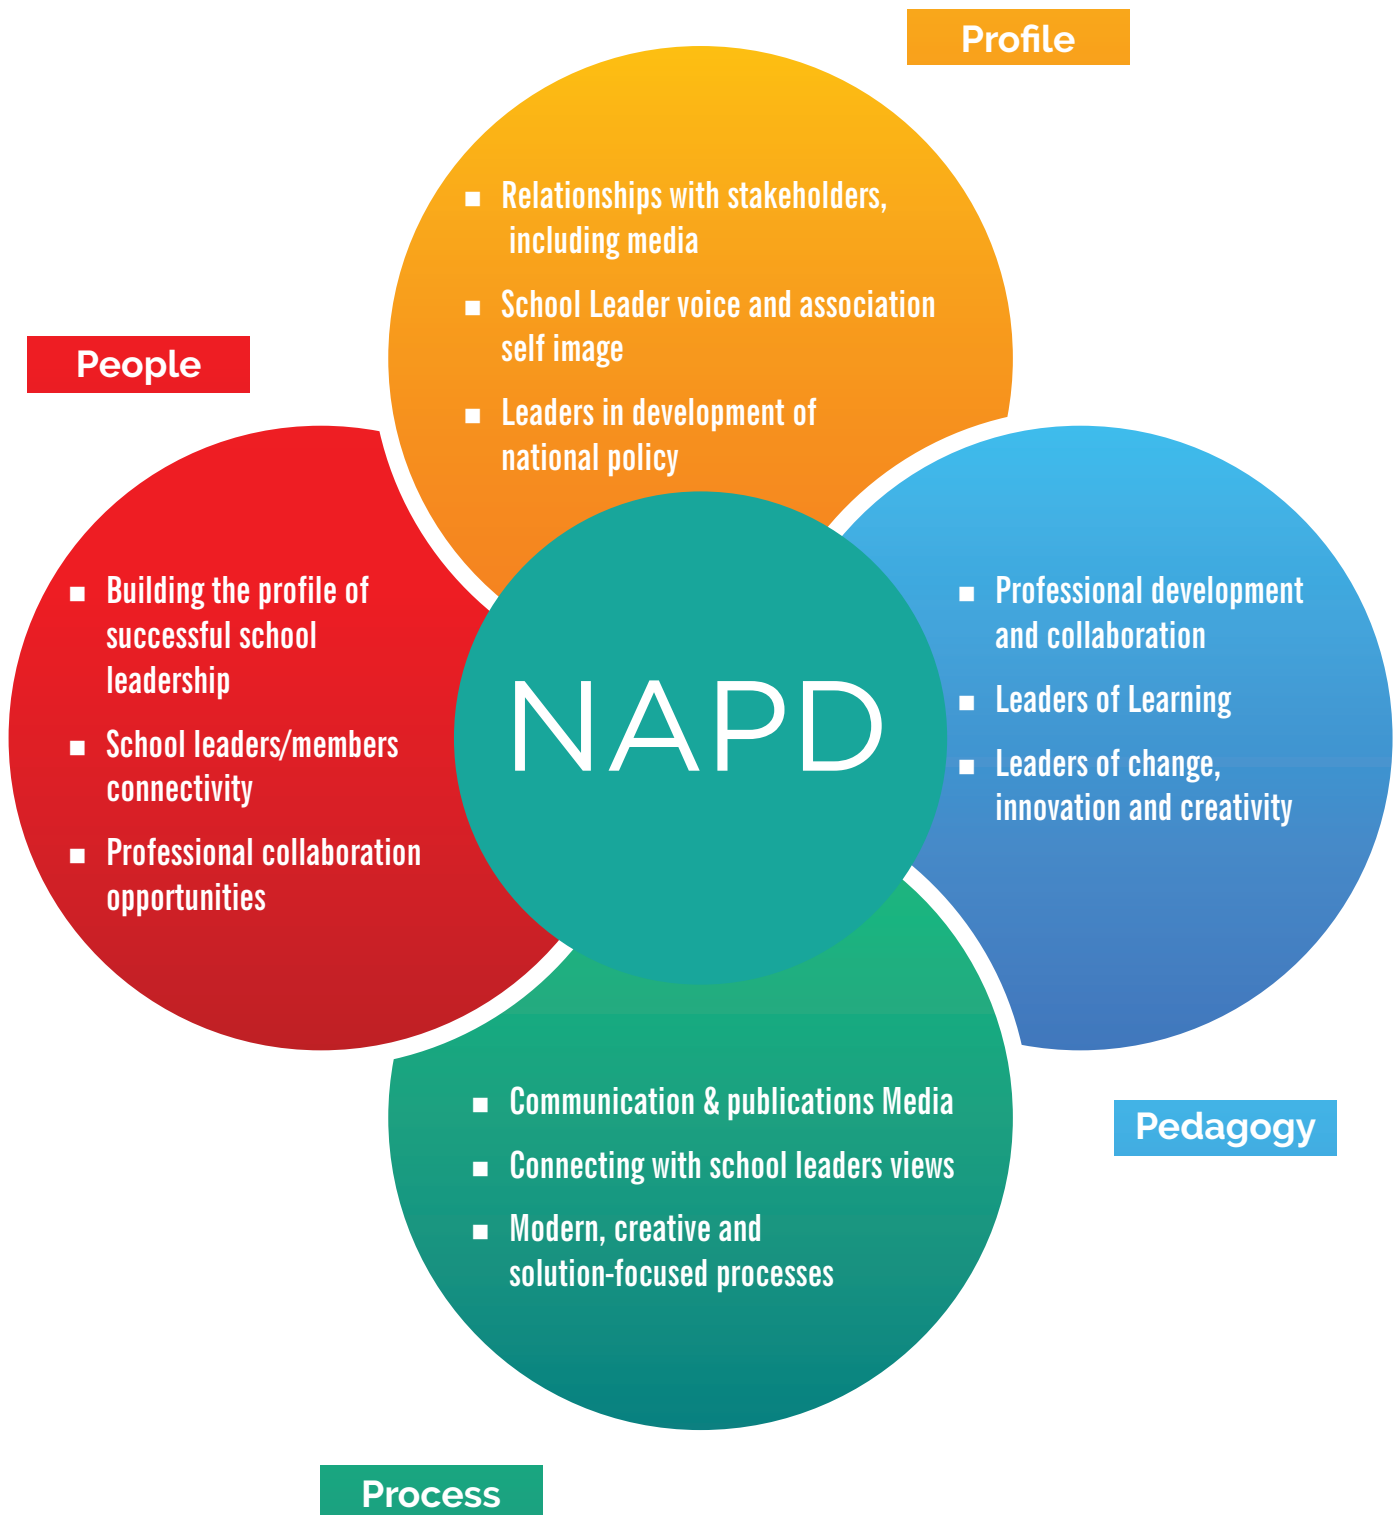 Profile
■ Relationships with stakeholders,
including media
■ School Leader voice and association
self image
■ Leaders in development of
national policy
People
■ Building the profile of
successful school
leadership
■ School leaders/members
connectivity
■ Professional collaboration
opportunities
NAPD
■ Professional development
and collaboration
■ Leaders of Learning
■ Leaders of change,
innovation and creativity
Pedagogy
■ Communication & publications Media
■ Connecting with school leaders views
■ Modern, creative and
solution-focused processes
Process